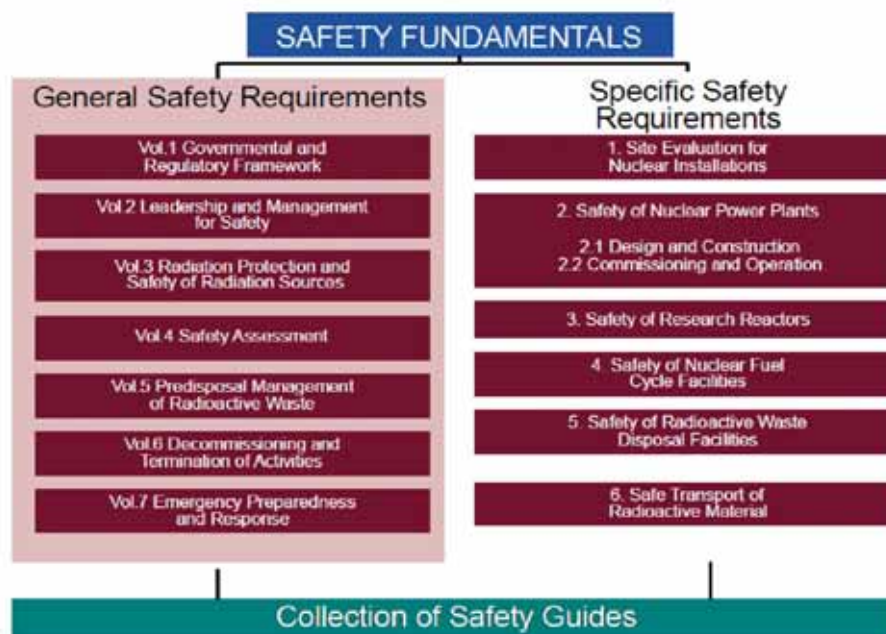 SAFETY FUNDAMENTALS
General Safety Requirements
Vol.1 Governmental and
Regulatory Framework
Vol.2 Leadership and Management
for Safety
Vol.3 Radiation Protection and
Safety of Radiation Sources
Vol.4 Safety Assessment
Vol.5 Predisposal Management
of Radioactive Waste
Vol.6 Decommissioning and
Termination of Activities
Vol.7 Emergency Preparedness
and Response
Specific Safety
Requirements
1. Site Evaluation for
Nuclear Installations
2. Safety of Nuclear Power Plants
2.1 Design and Construction
2.2 Commissioning and Operation
3. Safety of Research Reactors
4. Safety of Nuclear Fuel
Cycle Facilities
5. Safety of Radioactive Waste
Disposal Facilities
6. Safe Transport of
Radioactive Material
Collection of Safety Guides